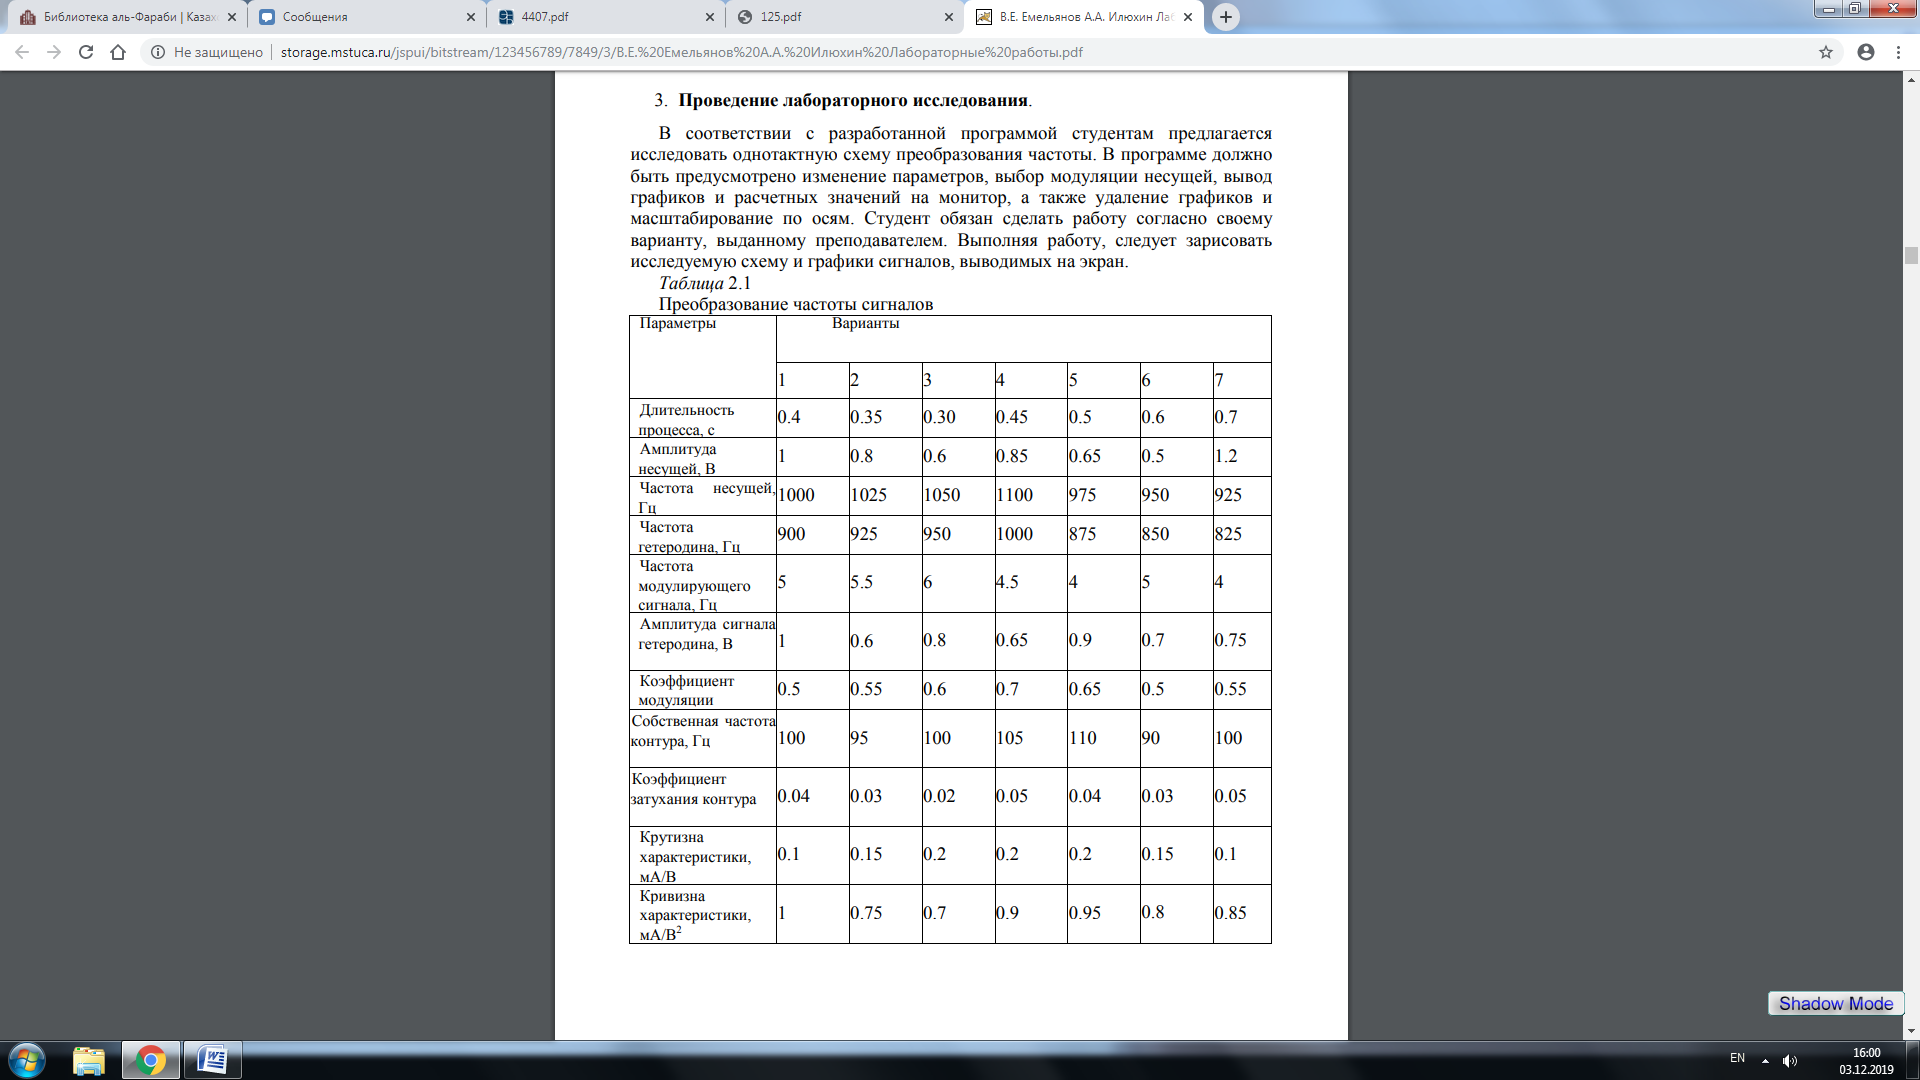 Библиотека аль-Фараби | Казах
Сообщения
4407.pdf
125.pdf
В.Е. Емельянов А.А. Илюхин Лаб
Не защищено
storage.mstuca.ru/jspui/bitstream/123456789/7849/3/В.Е.%20Емельянов%20А.А.%20Илюхин%20Лабораторные%20работы.pdf
3. Проведение лабораторного исследования.
В соответствии с разработанной программой студентам предлагается
исследовать однотактную схему преобразования частоты. В программе должно
быть предусмотрено изменение параметров, выбор модуляции несущей, вывод
графиков и расчетных значений на монитор, а также удаление графиков и
масштабирование по осям. Студент обязан сделать работу согласно своему
варианту, выданному преподавателем. Выполняя работу, следует зарисовать
исследуемую схему и графики сигналов, выводимых на экран.
Таблица 2.1
Преобразование частоты сигналов
Параметры Варианты
1 2 3 4 5 6 7
Длительность
процесса, с
0.4 0.35 0.30 0.45 0.5 0.6 0.7
Амплитуда
несущей, В
1 0.8 0.6 0.85 0.65 0.5 1.2
Частота несущей,
Гц
1000 1025 1050 1100 975 950 925
Частота
гетеродина, Гц
900 925 950 1000 875 850 825
Частота
модулирующего
сигнала, Гц
5 5.5 6 4.5 4 5 4
Амплитуда сигнала
гетеродина, В
1 0.6 0.8 0.65 0.9 0.7 0.75
Коэффициент
модуляции
0.5 0.55 0.6 0.7 0.65 0.5 0.55
Собственная частота
контура, Гц
100 95 100 105 110 90 100
Коэффициент
затухания контура
0.04 0.03 0.02 0.05 0.04 0.03 0.05
Крутизна
характеристики,
мА/В
0.1 0.15 0.2 0.2 0.2 0.15 0.1
Кривизна
характеристики,
мА/В²
1 0.75 0.7 0.9 0.95 0.8 0.85
Shadow Mode
EN
16:00
03.12.2019